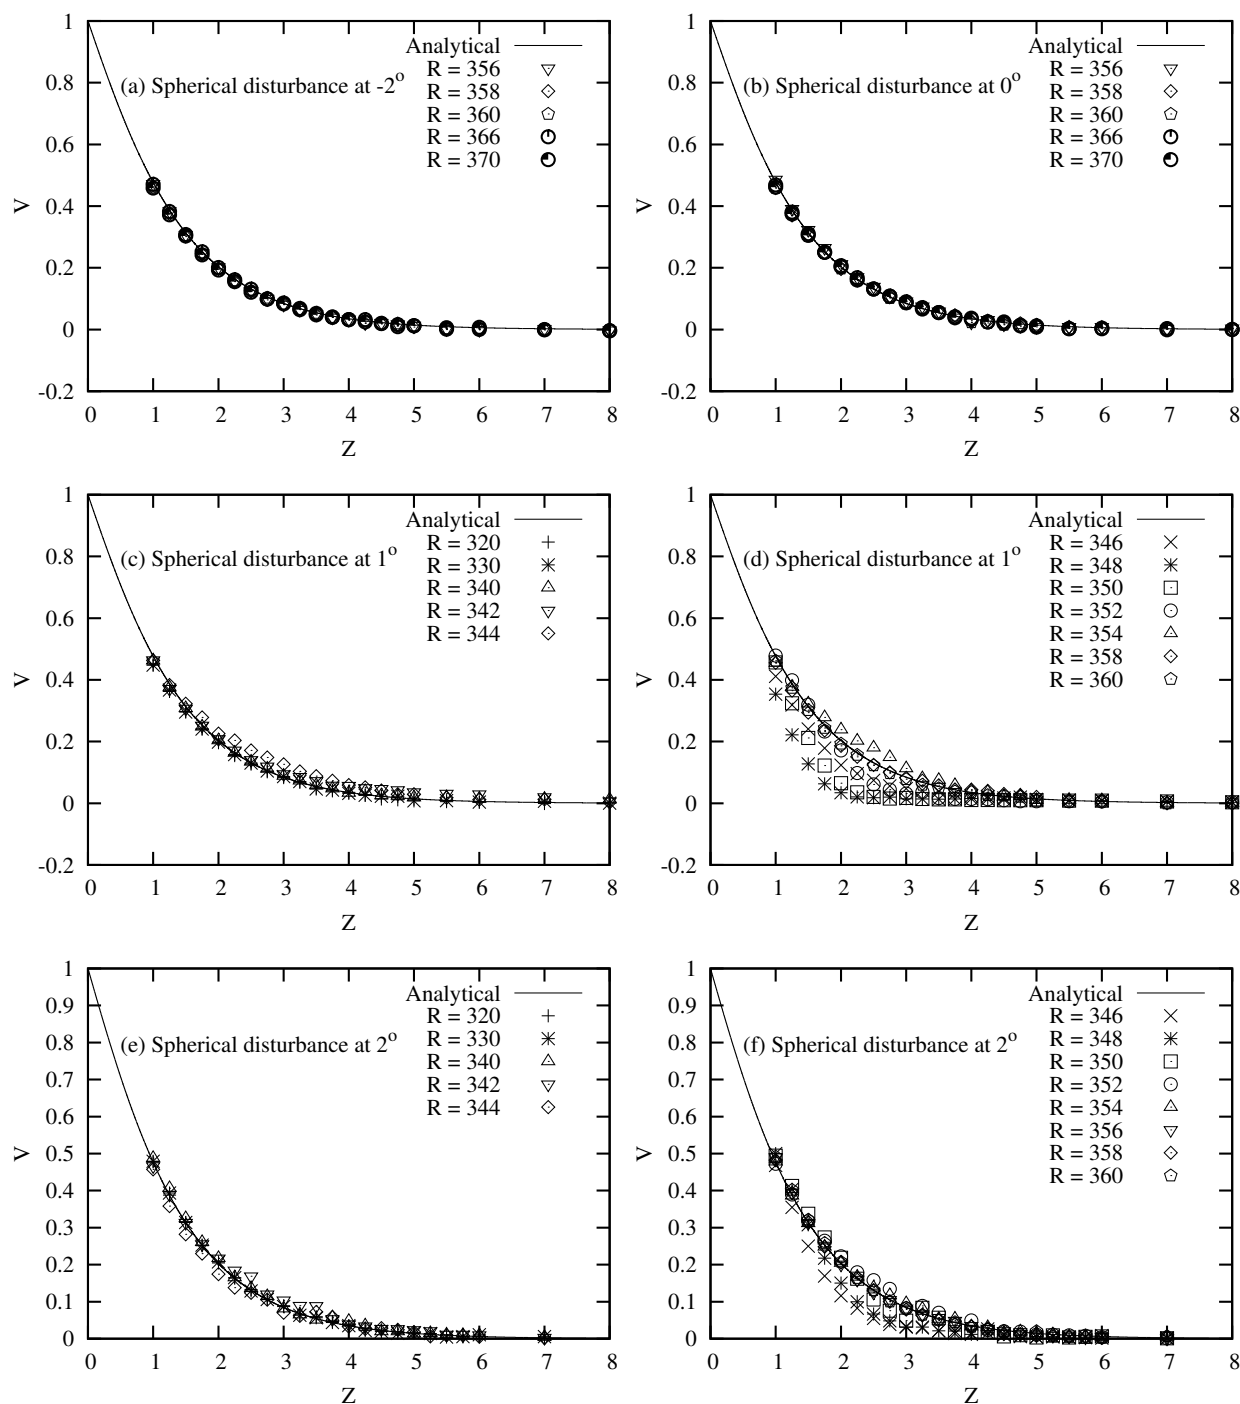 1
0.8
0.6
0.4
0.2
0
-0.2
V
0 1 2 3 4 5 6 7 8
Z
Analytical
R = 356
R = 358
R = 360
R = 366
R = 370
(a) Spherical disturbance at -2°
1
0.8
0.6
0.4
0.2
0
-0.2
V
0 1 2 3 4 5 6 7 8
Z
Analytical
R = 356
R = 358
R = 360
R = 366
R = 370
(b) Spherical disturbance at 0°
1
0.8
0.6
0.4
0.2
0
-0.2
V
0 1 2 3 4 5 6 7 8
Z
Analytical
R = 320
R = 330
R = 340
R = 342
R = 344
(c) Spherical disturbance at 1°
1
0.8
0.6
0.4
0.2
0
-0.2
V
0 1 2 3 4 5 6 7 8
Z
Analytical
R = 346
R = 348
R = 350
R = 352
R = 354
R = 358
R = 360
(d) Spherical disturbance at 1°
1
0.9
0.8
0.7
0.6
0.5
0.4
0.3
0.2
0.1
0
V
0 1 2 3 4 5 6 7 8
Z
Analytical
R = 320
R = 330
R = 340
R = 342
R = 344
(e) Spherical disturbance at 2°
1
0.9
0.8
0.7
0.6
0.5
0.4
0.3
0.2
0.1
0
V
0 1 2 3 4 5 6 7 8
Z
Analytical
R = 346
R = 348
R = 350
R = 352
R = 354
R = 356
R = 358
R = 360
(f) Spherical disturbance at 2°